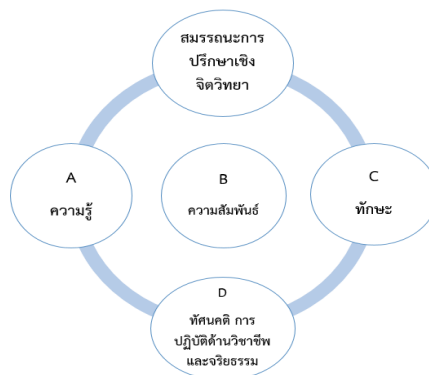 สมรรถนะการ
ปรึกษาเชิง
จิตวิทยา
A
ความรู้
B
ความสัมพันธ์
C
ทักษะ
D
ทัศนคติ การ
ปฏิบัติด้านวิชาชีพ
และจริยธรรม